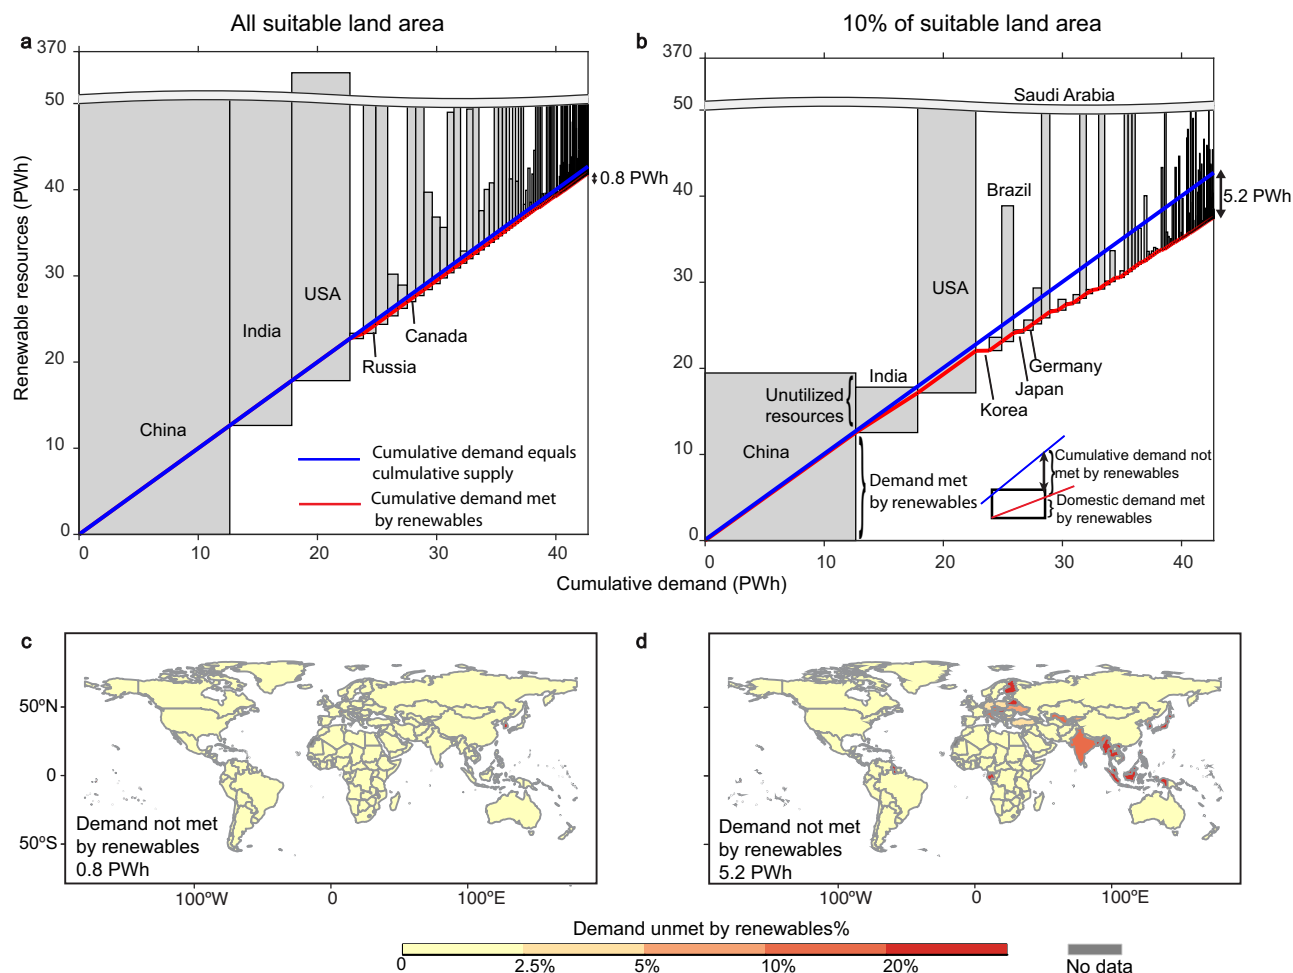 All suitable land area
10% of suitable land area
a
b
370
50
40
30
20
10
0
Renewable resources (PWh)
China
India
USA
Russia
Canada
0.8 PWh
Cumulative demand equals
culmulative supply
Cumulative demand met
by renewables
0
10
20
30
40
370
50
40
30
20
10
0
Saudi Arabia
Brazil
USA
India
Unutilized
resources
China
Demand met
by renewables
Korea
Japan
Germany
5.2 PWh
Cumulative demand not
met by renewables
Domestic demand met
by renewables
0
10
20
30
40
Cumulative demand (PWh)
c
50ºN
0
50ºS
Demand not met
by renewables
0.8 PWh
100ºW
0
100ºE
d
Demand not met
by renewables
5.2 PWh
100ºW
0
100ºE
Demand unmet by renewables%
0
2.5%
5%
10%
20%
No data